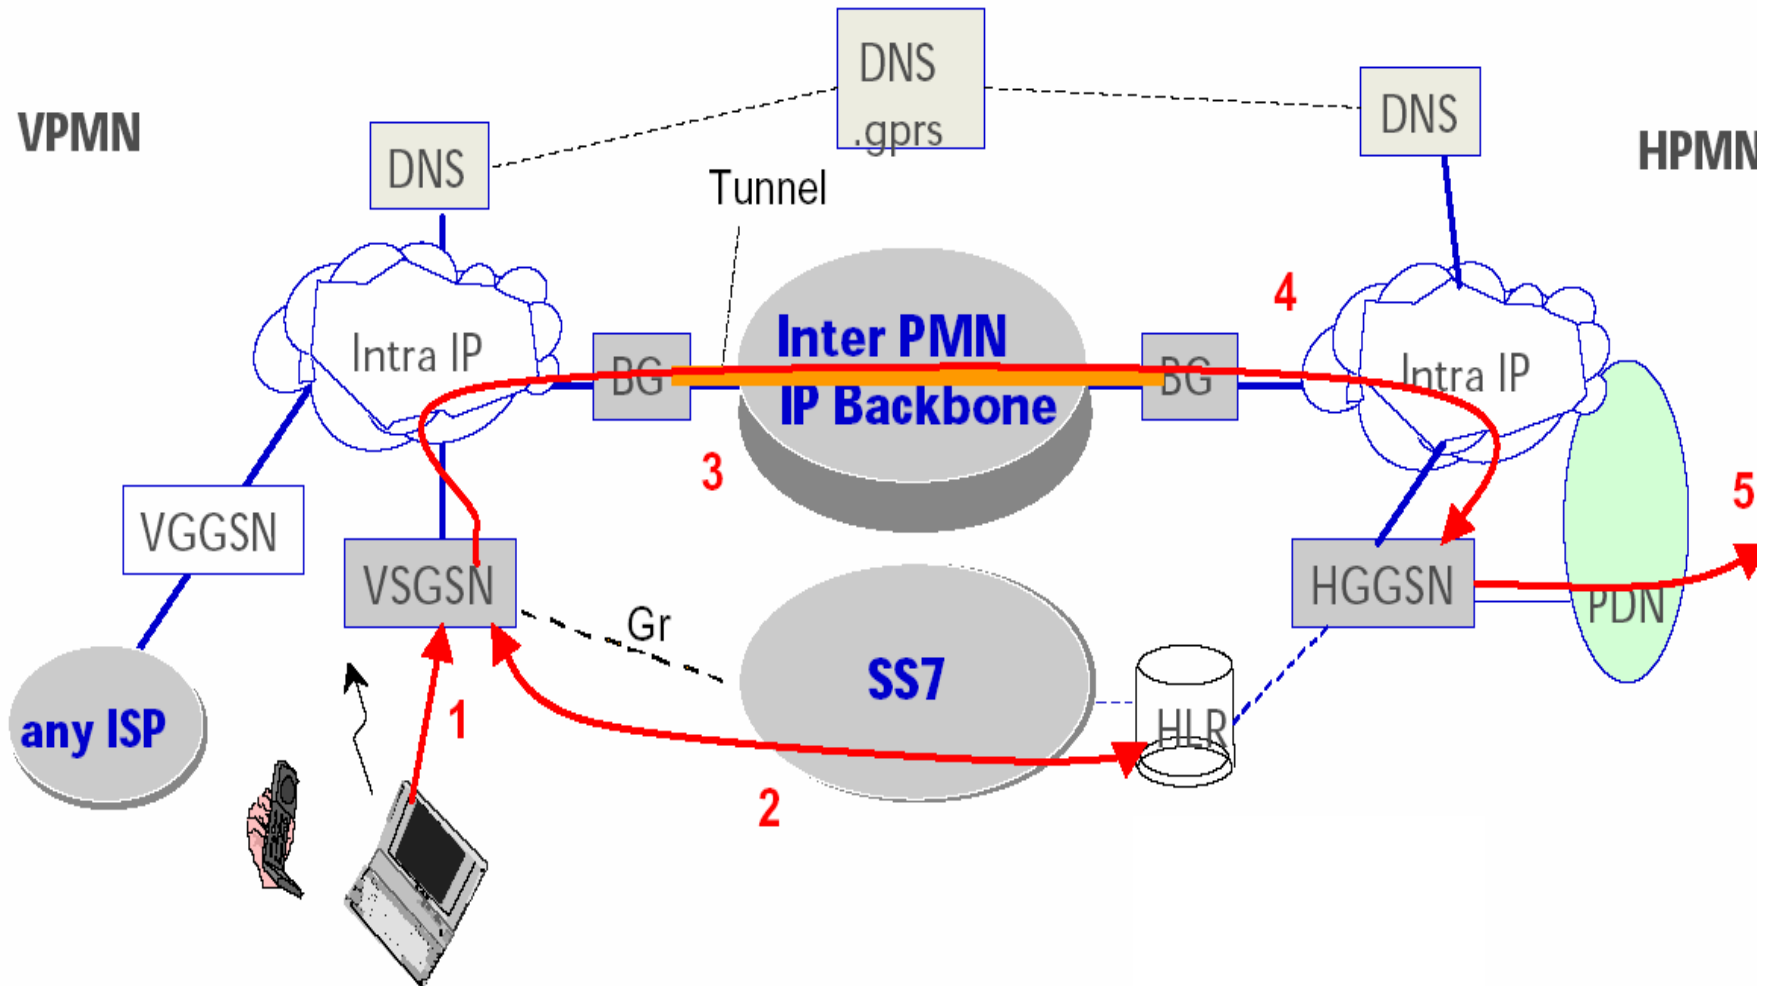 DNS
.gprs
DNS
VPMN
HPMN
DNS
Tunnel
4
Inter PMN
Intra IP
BG
BG
Intra IP
IP Backbone
3
5
VGGSN
VSGSN
HGGSN
PDN
Gr
SS7
1
HLR
any ISP
2